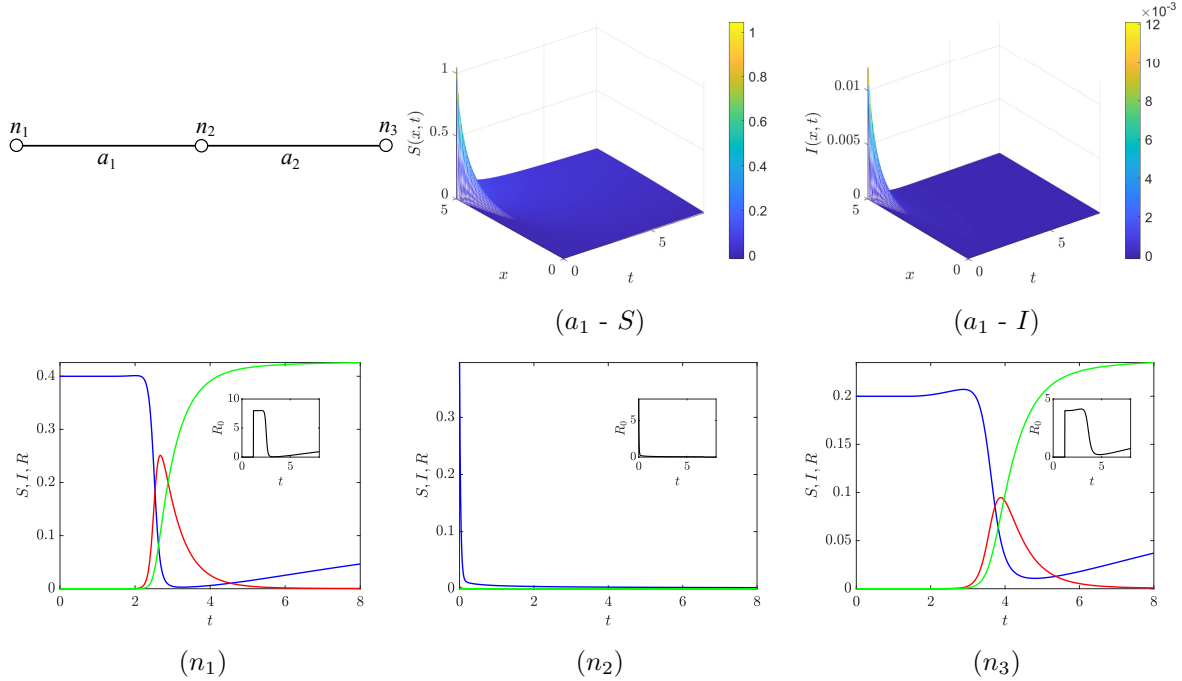 n₁ n₂ n₃
a₁ a₂
1
0.5
0
S(x, t)
5
x
0
0
5
t
1
0.8
0.6
0.4
0.2
0
(a₁ - S)
0.01
0.005
0
I(x, t)
5
x
0
0
5
t
×10⁻³
12
10
8
6
4
2
0
(a₁ - I)
0.4
0.3
0.2
0.1
0
S, I, R
0 2 4 6 8
t
10
5
0
R₀
0 5
t
(n₁)
0.3
0.2
0.1
0
S, I, R
0 2 4 6 8
t
5
0
R₀
0 5
t
(n₂)
0.2
0.15
0.1
0.05
0
S, I, R
0 2 4 6 8
t
5
0
R₀
0 5
t
(n₃)